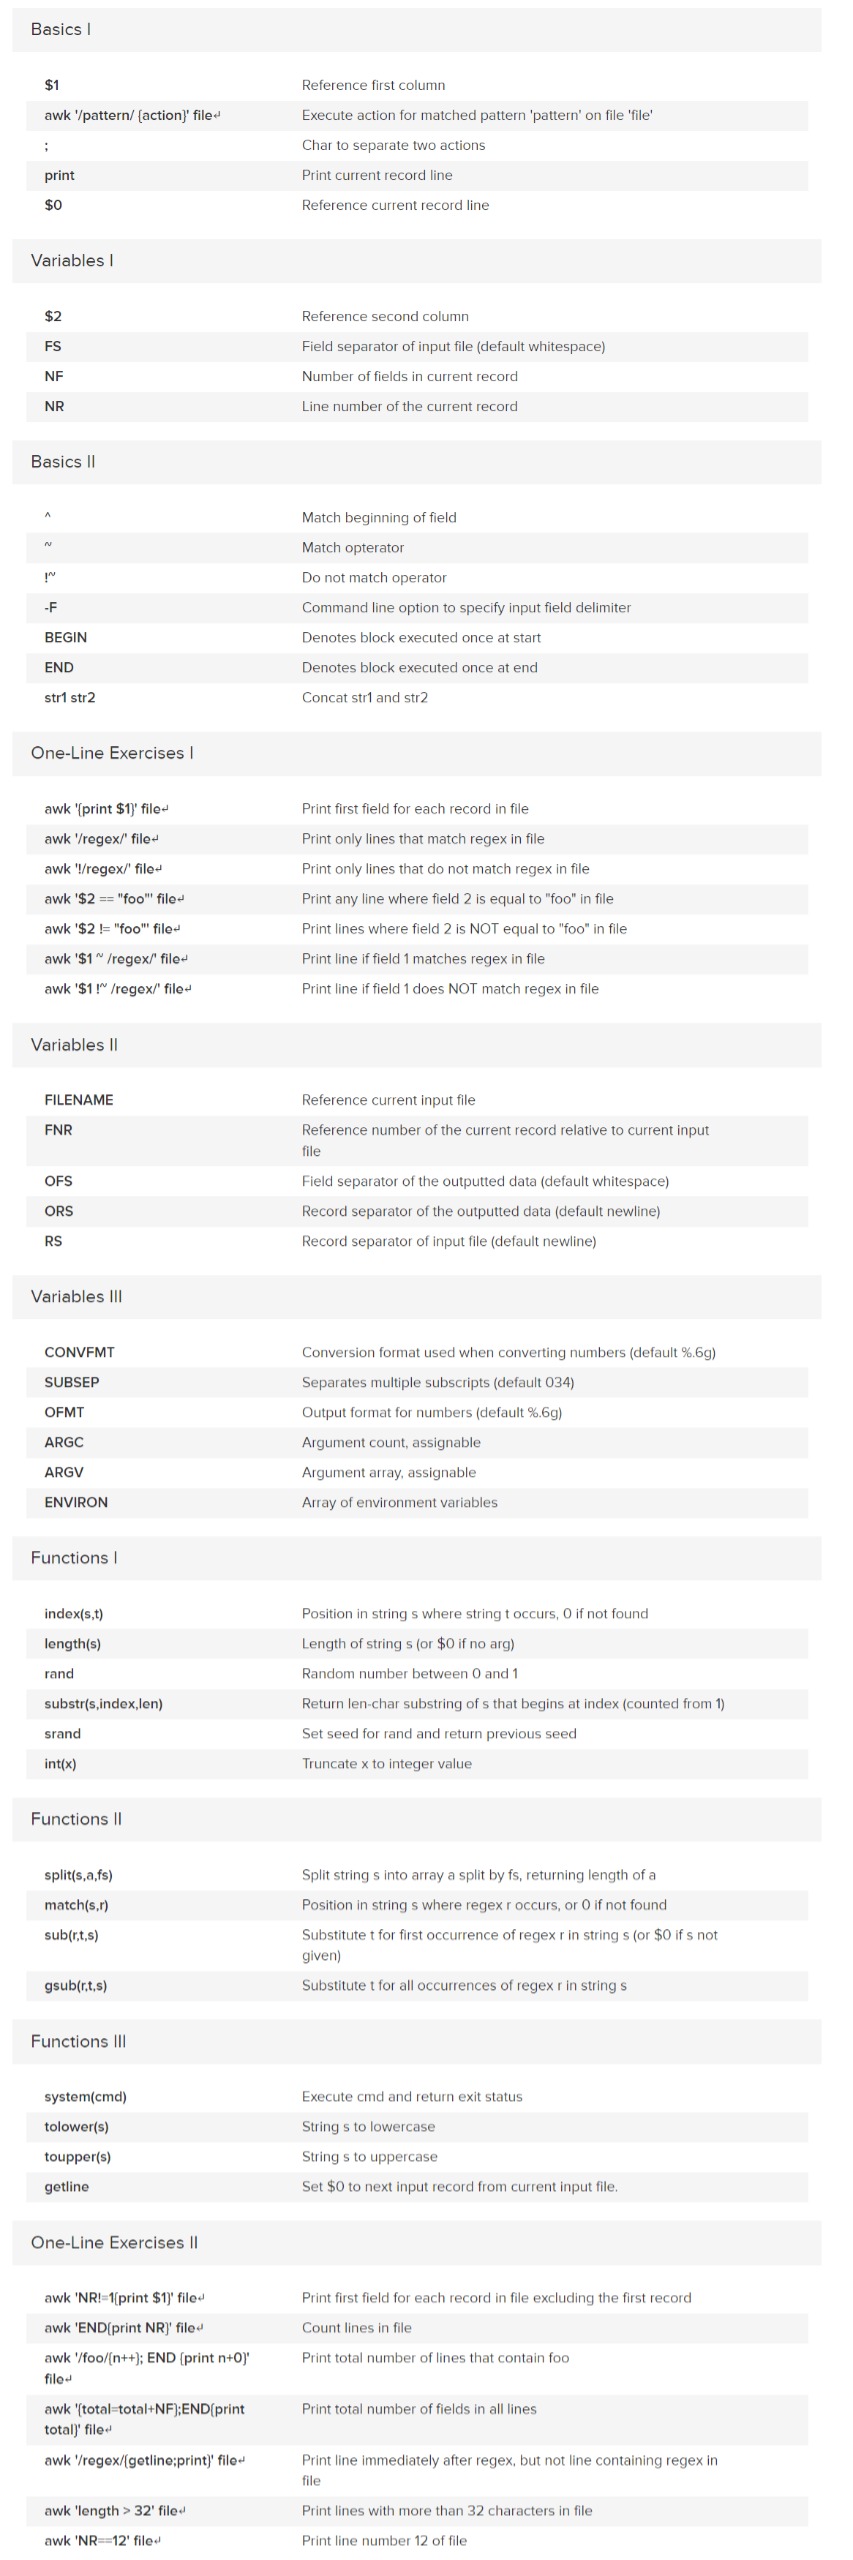 Basics I
$1 Reference first column
awk '/pattern/ {action}' file↵ Execute action for matched pattern 'pattern' on file 'file'
; Char to separate two actions
print Print current record line
$0 Reference current record line
Variables I
$2 Reference second column
FS Field separator of input file (default whitespace)
NF Number of fields in current record
NR Line number of the current record
Basics II
^ Match beginning of field
~ Match opterator
!~ Do not match operator
-F Command line option to specify input field delimiter
BEGIN Denotes block executed once at start
END Denotes block executed once at end
str1 str2 Concat str1 and str2
One-Line Exercises I
awk '{print $1}' file↵ Print first field for each record in file
awk '/regex/' file↵ Print only lines that match regex in file
awk '!/regex/' file↵ Print only lines that do not match regex in file
awk '$2 == "foo"' file↵ Print any line where field 2 is equal to "foo" in file
awk '$2 != "foo"' file↵ Print lines where field 2 is NOT equal to "foo" in file
awk '$1 ~ /regex/' file↵ Print line if field 1 matches regex in file
awk '$1 !~ /regex/' file↵ Print line if field 1 does NOT match regex in file
Variables II
FILENAME Reference current input file
FNR Reference number of the current record relative to current input
file
OFS Field separator of the outputted data (default whitespace)
ORS Record separator of the outputted data (default newline)
RS Record separator of input file (default newline)
Variables III
CONVFMT Conversion format used when converting numbers (default %.6g)
SUBSEP Separates multiple subscripts (default 034)
OFMT Output format for numbers (default %.6g)
ARGC Argument count, assignable
ARGV Argument array, assignable
ENVIRON Array of environment variables
Functions I
index(s,t) Position in string s where string t occurs, 0 if not found
length(s) Length of string s (or $0 if no arg)
rand Random number between 0 and 1
substr(s,index,len) Return len-char substring of s that begins at index (counted from 1)
srand Set seed for rand and return previous seed
int(x) Truncate x to integer value
Functions II
split(s,a,fs) Split string s into array a split by fs, returning length of a
match(s,r) Position in string s where regex r occurs, or 0 if not found
sub(r,t,s) Substitute t for first occurrence of regex r in string s (or $0 if s not
given)
gsub(r,t,s) Substitute t for all occurrences of regex r in string s
Functions III
system(cmd) Execute cmd and return exit status
tolower(s) String s to lowercase
toupper(s) String s to uppercase
getline Set $0 to next input record from current input file.
One-Line Exercises II
awk 'NR!=1{print $1}' file↵ Print first field for each record in file excluding the first record
awk 'END{print NR}' file↵ Count lines in file
awk '/foo/{n++}; END {print n+0}' Print total number of lines that contain foo
file↵
awk '{total=total+NF};END{print Print total number of fields in all lines
total}' file↵
awk '/regex/{getline;print}' file↵ Print line immediately after regex, but not line containing regex in
file
awk 'length > 32' file↵ Print lines with more than 32 characters in file
awk 'NR==12' file↵ Print line number 12 of file